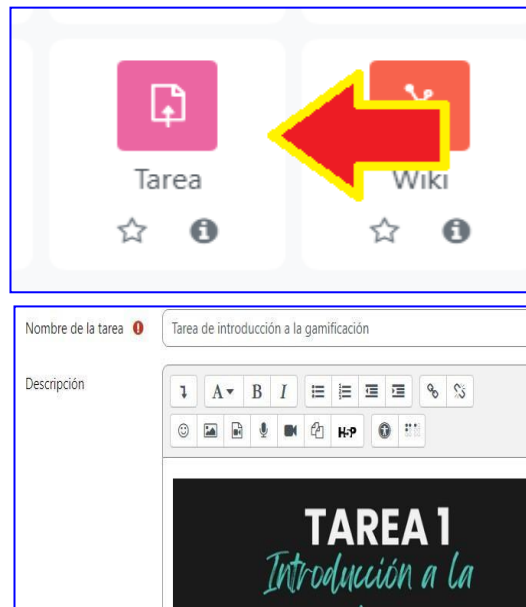 Tarea
Wiki
Nombre de la tarea
Tarea de introducción a la gamificación
Descripción
A B I
H-P
TAREA 1
Introducción a la